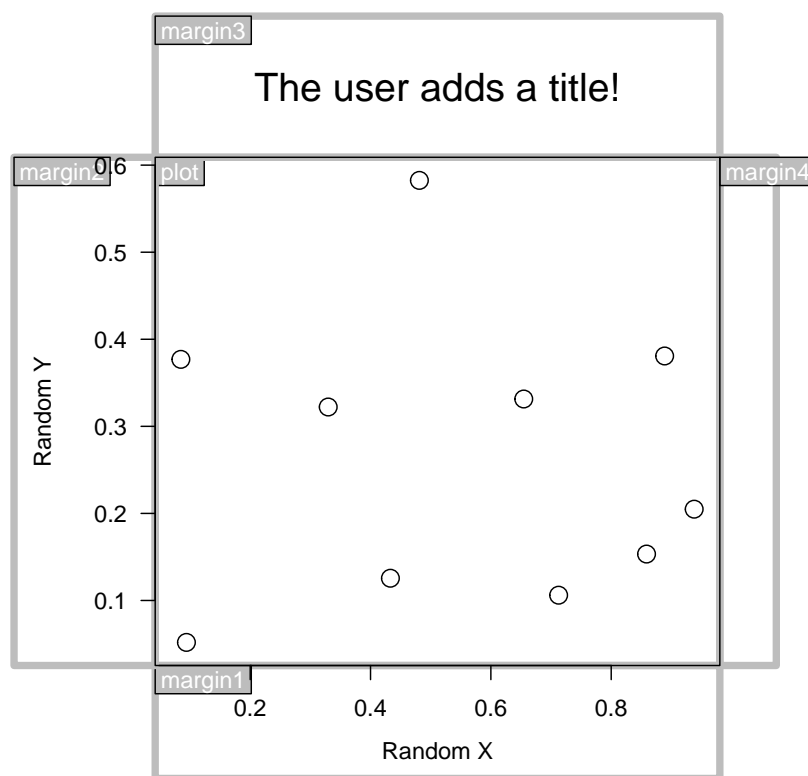 margin3
The user adds a title!
margin2
plot
margin4
0.6
0.5
0.4
0.3
0.2
0.1
Random Y
margin1
0.2 0.4 0.6 0.8
Random X